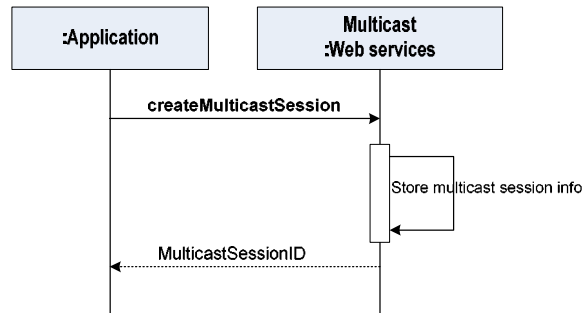 :Application
Multicast
:Web services
createMulticastSession
Store multicast session info
MulticastSessionID